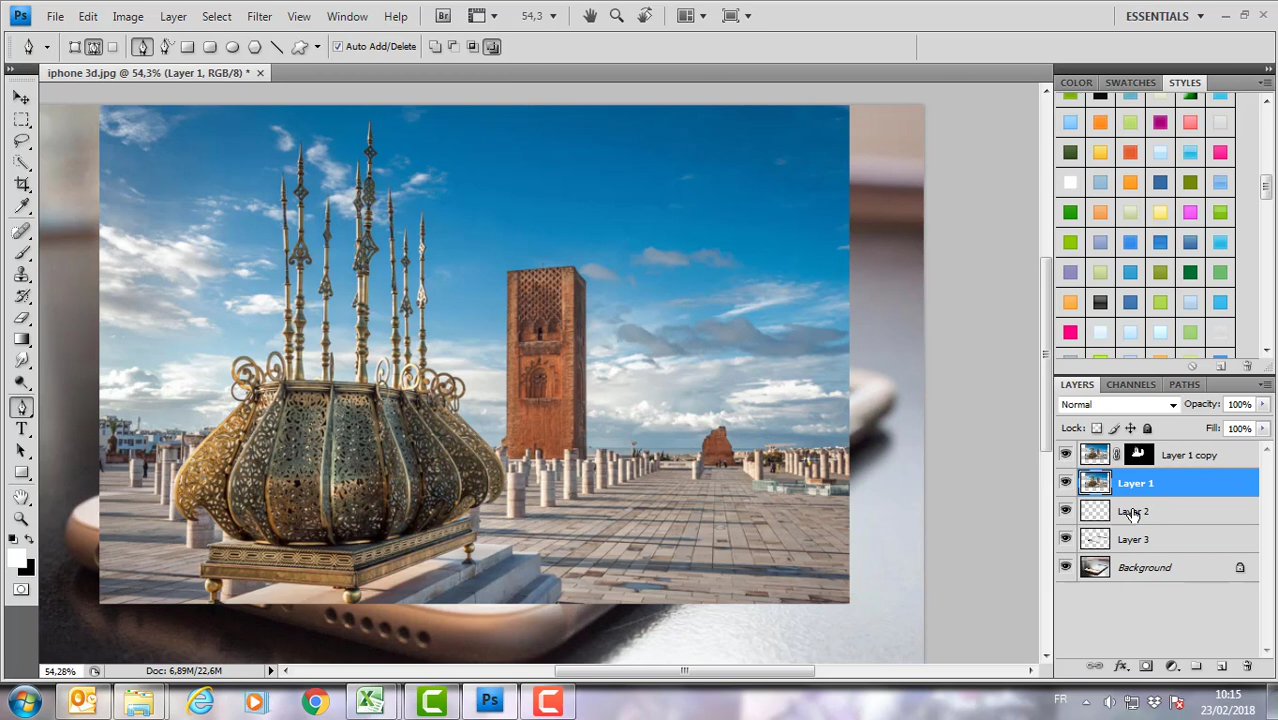 Ps File Edit Image Layer Select Filter View Window Help Br 54,3 ESSENTIALS
Auto Add/Delete
iphone 3d.jpg @ 54,3% (Layer 1, RGB/8) *
COLOR SWATCHES STYLES
LAYERS CHANNELS PATHS
Normal Opacity: 100%
Lock: Fill: 100%
Layer 1 copy
Layer 1
Layer 2
Layer 3
Background
T
54,28% Doc: 6,89M/22,6M
Ps
FR
10:15
23/02/2018